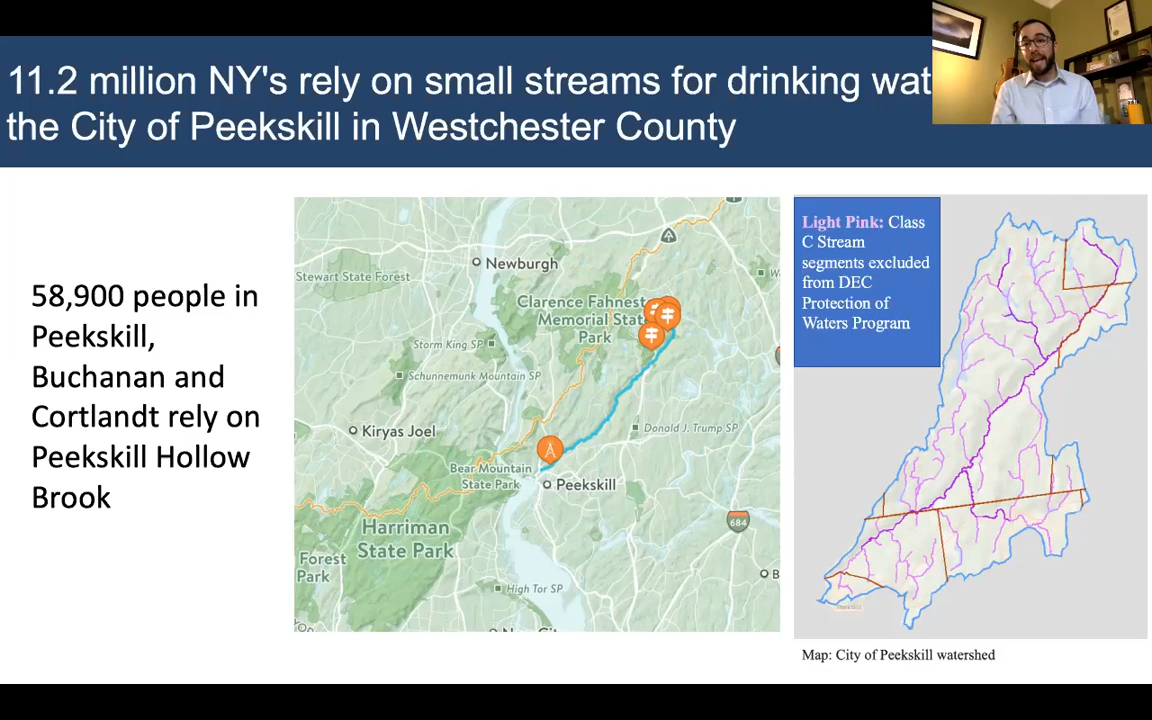 11.2 million NY's rely on small streams for drinking wat
the City of Peekskill in Westchester County
58,900 people in
Peekskill,
Buchanan and
Cortlandt rely on
Peekskill Hollow
Brook
Newburgh
Stewart State Forest
Clarence Fahnest
Memorial Stat
Park
Storm King SP
Schunnemunk Mountain SP
Kiryas Joel
Donald J. Trump SP
Bear Mountain
State Park
Peekskill
Harriman
State Park
684
Forest
Park
High Tor SP
B
Light Pink: Class
C Stream
segments excluded
from DEC
Protection of
Waters Program
Map: City of Peekskill watershed